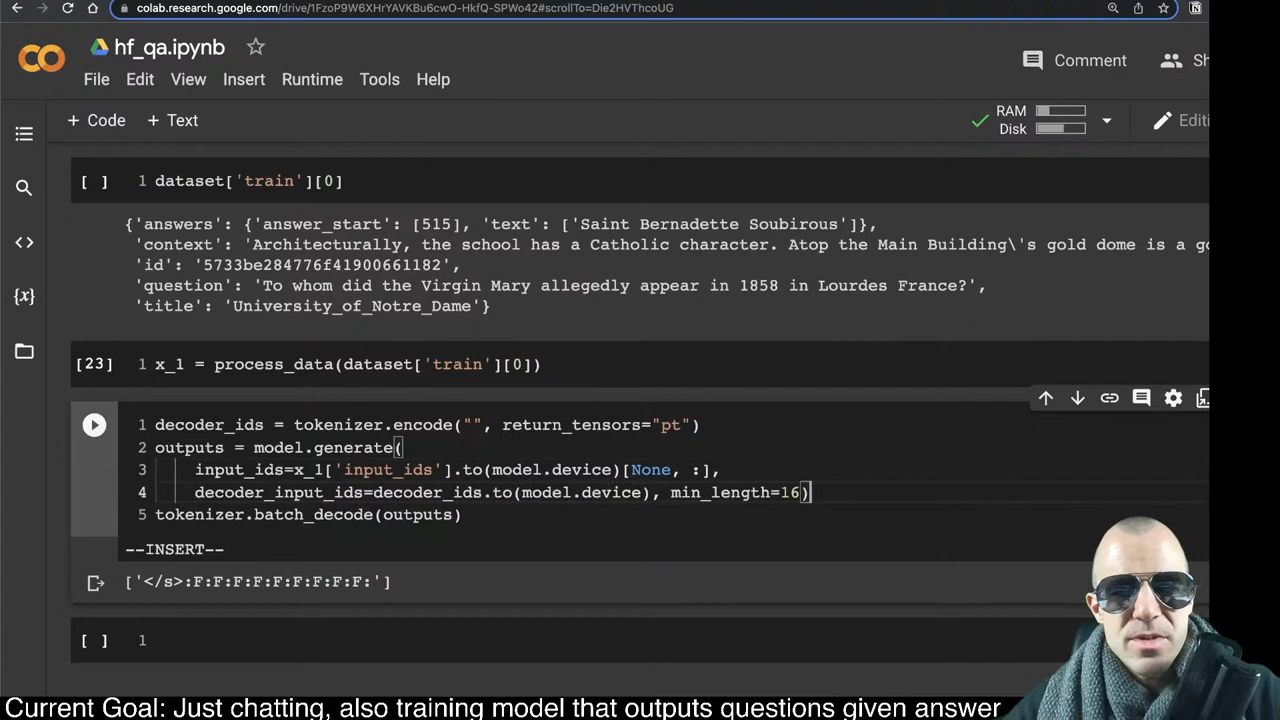 colab.research.google.com/drive/1FzoP9W6XHrYAVKBu6cwO-HkfQ-SPWo42#scrollTo=Die2HVThcoUG
hf_qa.ipynb
File Edit View Insert Runtime Tools Help
Comment
Sh
+ Code + Text
RAM
Disk
Editi
[ ] 1 dataset['train'][0]
{'answers': {'answer_start': [515], 'text': ['Saint Bernadette Soubirous']},
'context': 'Architecturally, the school has a Catholic character. Atop the Main Building\'s gold dome is a go
'id': '5733be284776f41900661182',
'question': 'To whom did the Virgin Mary allegedly appear in 1858 in Lourdes France?',
'title': 'University_of_Notre_Dame'}
[23] 1 x_1 = process_data(dataset['train'][0])
1 decoder_ids = tokenizer.encode("", return_tensors="pt")
2 outputs = model.generate(
3 input_ids=x_1['input_ids'].to(model.device)[None, :],
4 decoder_input_ids=decoder_ids.to(model.device), min_length=16)
5 tokenizer.batch_decode(outputs)
--INSERT--
['</s>:F:F:F:F:F:F:F:F:F:']
[ ] 1
Current Goal: Just chatting, also training model that outputs questions given answer